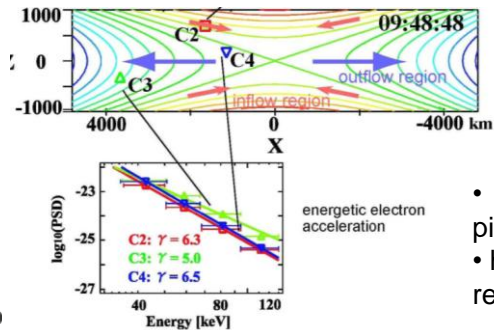 1000
09:48:48
C2
C4
0
C3
outflow region
inflow region
-1000
4000
0
-4000 km
X
-23
log10(PSD)
-25
-27
C2: γ = 6.3
C3: γ = 5.0
C4: γ = 6.5
energetic electron
acceleration
•
pi
•
re
40
60
80
120
Energy [keV]